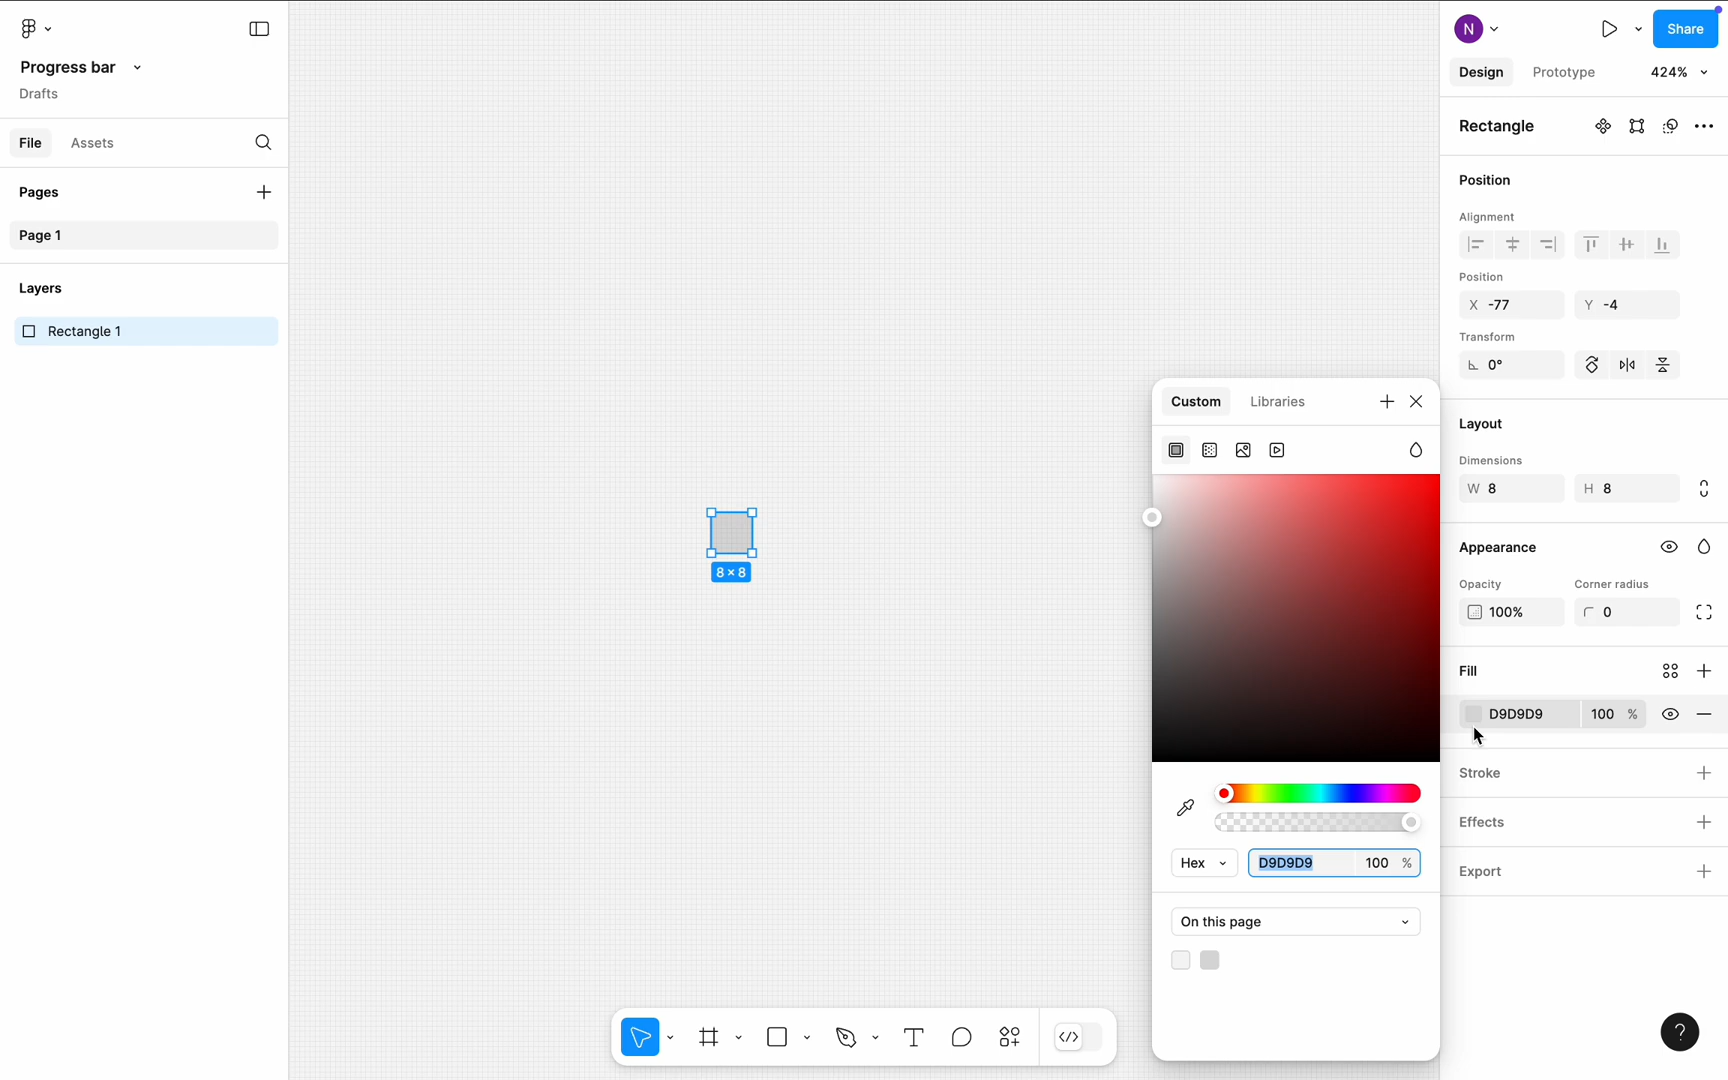 Progress bar
Drafts
File Assets
Pages
Page 1
Layers
Rectangle 1
8 × 8
Custom Libraries
Hex D9D9D9 100 %
On this page
N Share
Design Prototype 424%
Rectangle
Position
Alignment
Position
X -77 Y -4
Transform
0°
Layout
Dimensions
W 8 H 8
Appearance
Opacity Corner radius
100% 0
Fill
D9D9D9 100 %
Stroke
Effects
Export
?